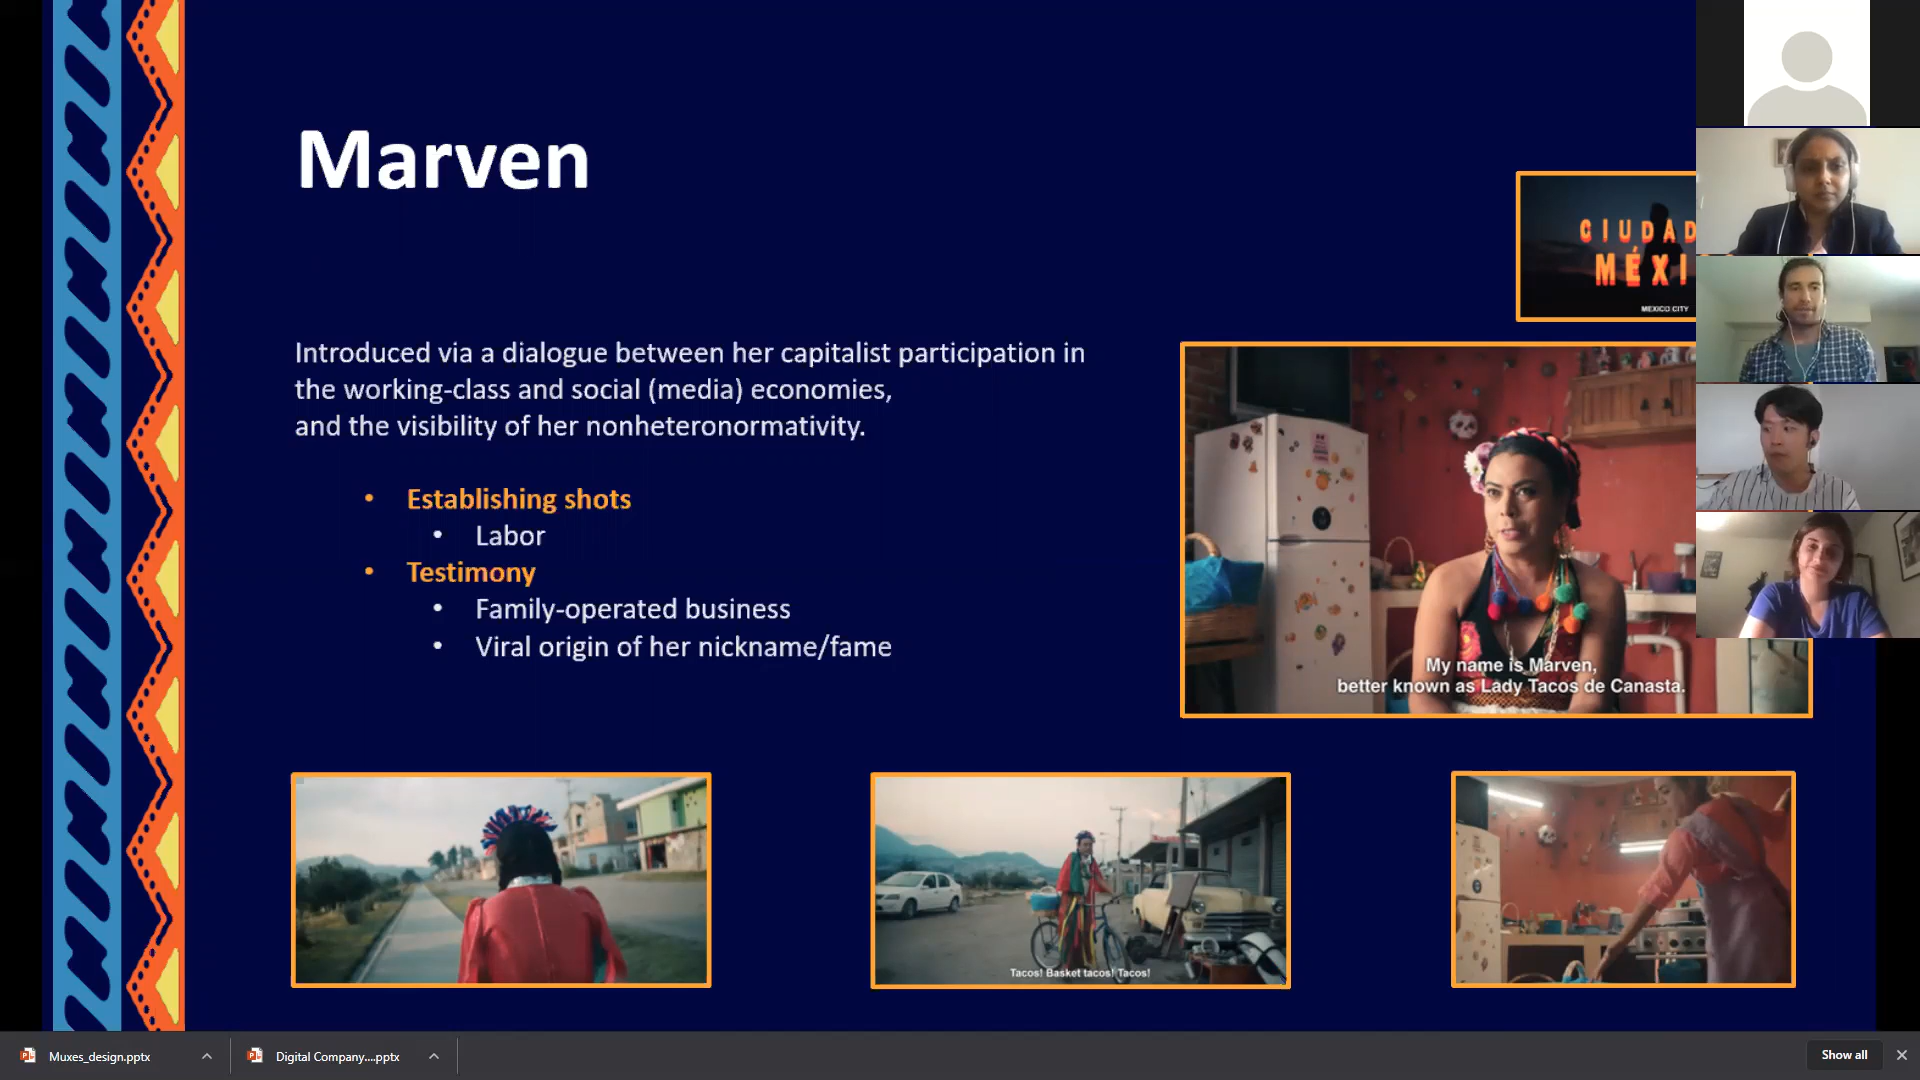 Marven
CIUDAD
MÉXI
MEXICO CITY
Introduced via a dialogue between her capitalist participation in
the working-class and social (media) economies,
and the visibility of her nonheteronormativity.
• Establishing shots
• Labor
• Testimony
• Family-operated business
• Viral origin of her nickname/fame
My name is Marven,
better known as Lady Tacos de Canasta.
Tacos! Basket tacos! Tacos!
Muxes_design.pptx
Digital Company....pptx
Show all